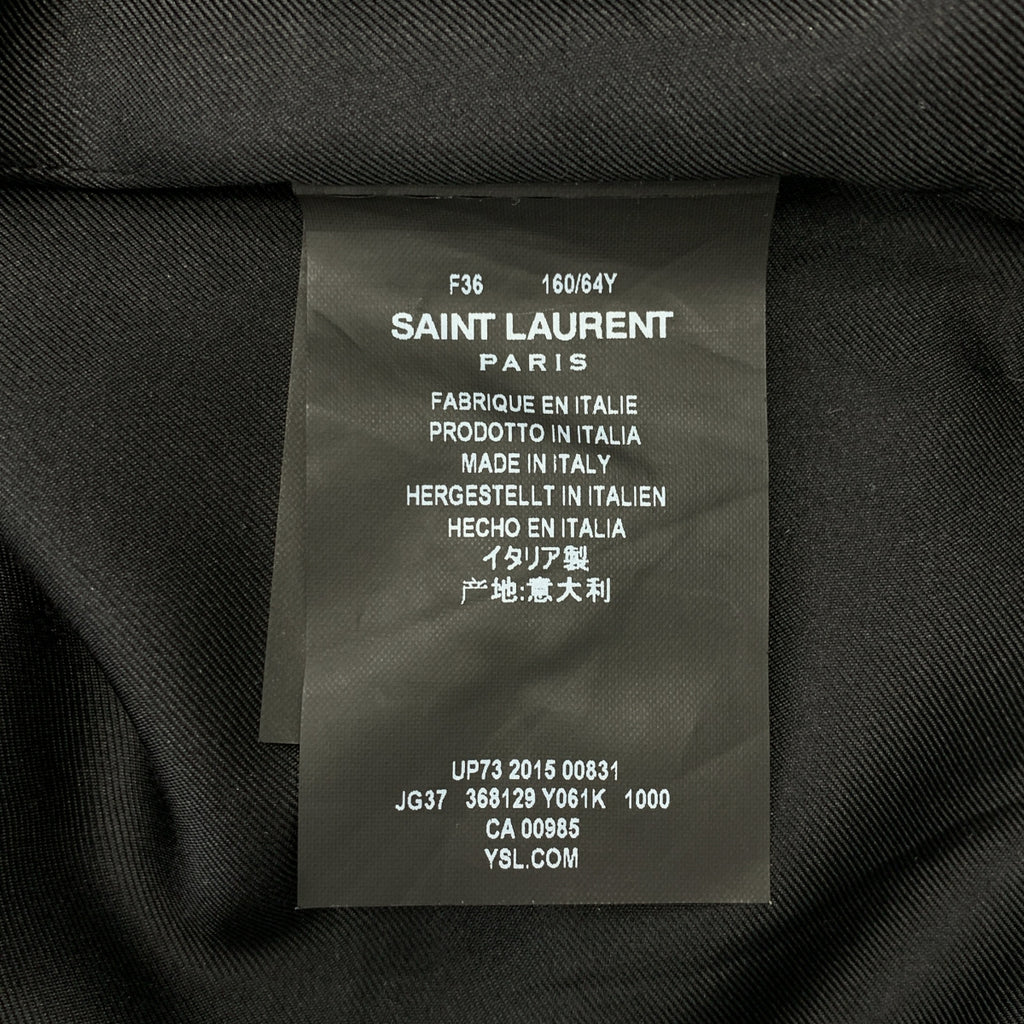 F36 160/64Y
SAINT LAURENT
PARIS
FABRIQUE EN ITALIE
PRODOTTO IN ITALIA
MADE IN ITALY
HERGESTELLT IN ITALIEN
HECHO EN ITALIA
イタリア製
产地:意大利
UP73 2015 00831
JG37 368129 Y061K 1000
CA 00985
YSL.COM